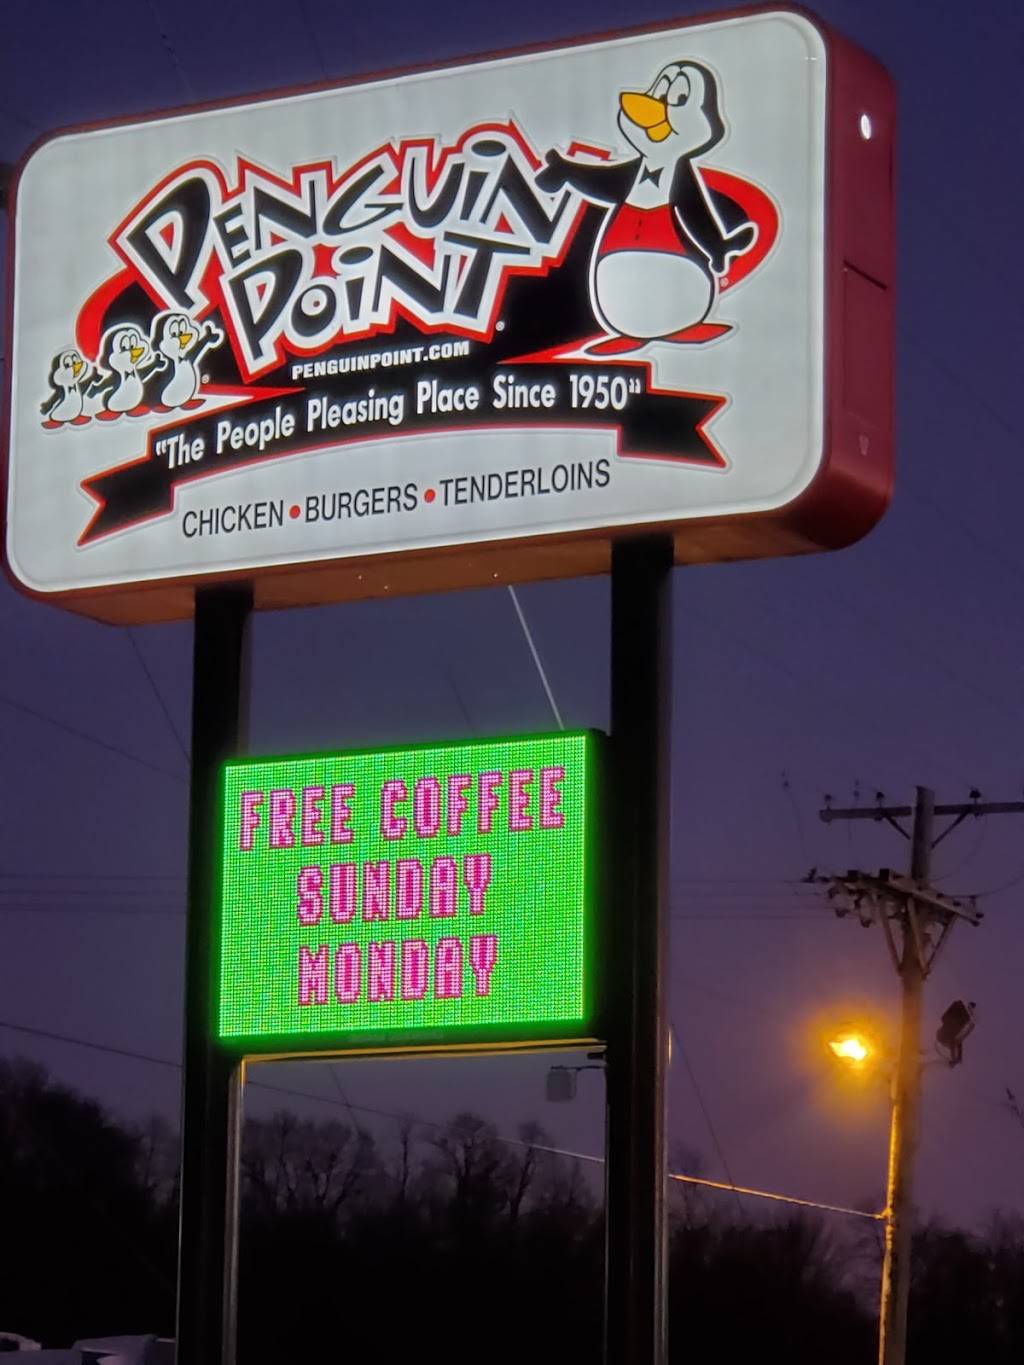 PENGUIN
POINT
PENGUINPOINT.COM
"The People Pleasing Place Since 1950"
CHICKEN • BURGERS • TENDERLOINS
FREE COFFEE
SUNDAY
MONDAY